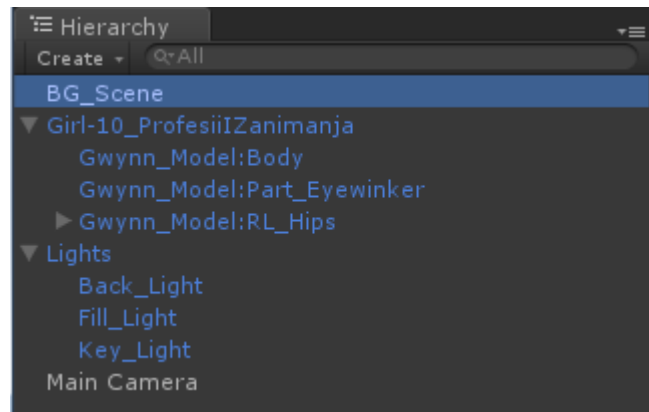 Hierarchy
Create All
BG_Scene
Girl-10_ProfesiiIZanimanja
Gwynn_Model:Body
Gwynn_Model:Part_Eyewinker
Gwynn_Model:RL_Hips
Lights
Back_Light
Fill_Light
Key_Light
Main Camera